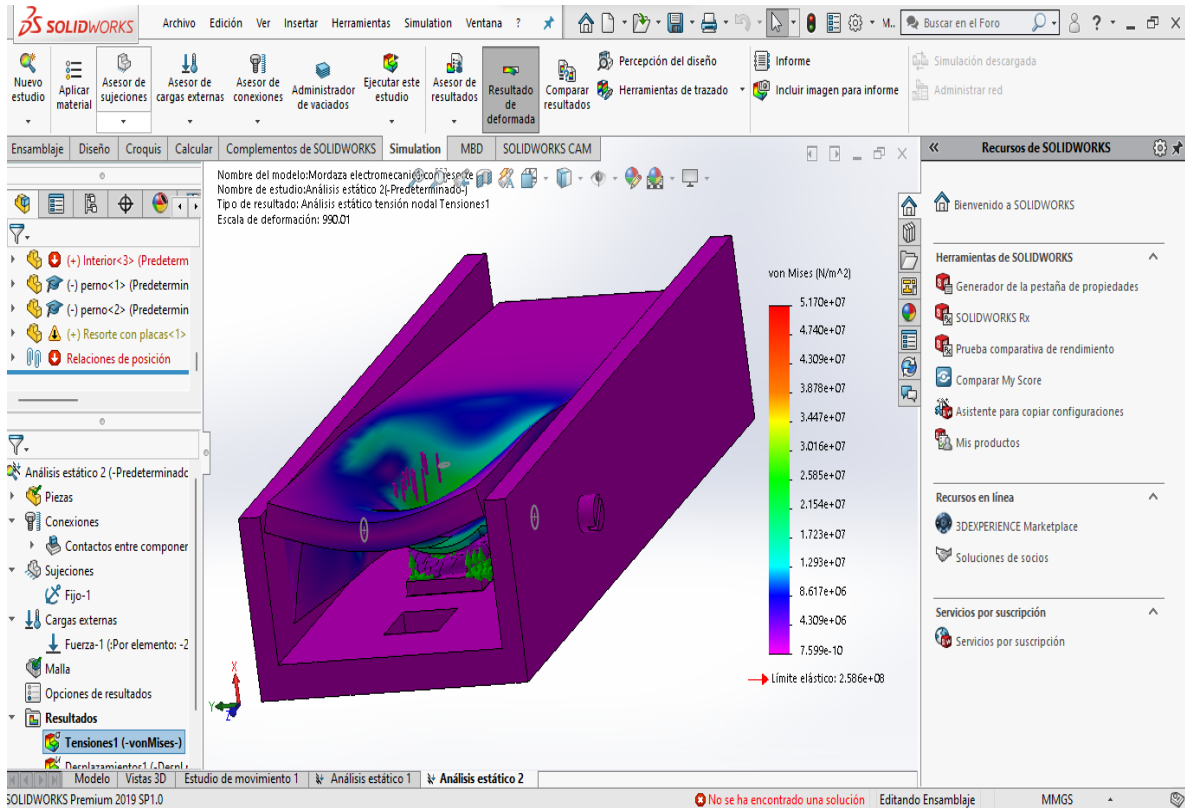 SOLIDWORKS
Archivo Edición Ver Insertar Herramientas Simulation Ventana ?
M..
Buscar en el Foro
?
Nuevo estudio
Aplicar material
Asesor de sujeciones
Asesor de cargas externas
Asesor de conexiones
Administrador de vaciados
Ejecutar este estudio
Asesor de resultados
Resultado de deformada
Comparar resultados
Percepción del diseño
Herramientas de trazado
Informe
Incluir imagen para informe
Simulación descargada
Administrar red
Ensamblaje Diseño Croquis Calcular Complementos de SOLIDWORKS Simulation MBD SOLIDWORKS CAM
(+) Interior<3> (Predeterm
(-) perno<1> (Predetermin
(-) perno<2> (Predetermin
(+) Resorte con placas<1>
Relaciones de posición
Análisis estático 2 (-Predeterminado
Piezas
Conexiones
Contactos entre componer
Sujeciones
Fijo-1
Cargas externas
Fuerza-1 (:Por elemento: -2
Malla
Opciones de resultados
Resultados
Tensiones1 (-vonMises-)
Desplazamientos1 (-Despl
Nombre del modelo:Mordaza electromecanica con resorte
Nombre de estudio:Análisis estático 2(-Predeterminado-)
Tipo de resultado: Análisis estático tensión nodal Tensiones1
Escala de deformación: 990.01
von Mises (N/m^2)
5.170e+07
4.740e+07
4.309e+07
3.878e+07
3.447e+07
3.016e+07
2.585e+07
2.154e+07
1.723e+07
1.293e+07
8.617e+06
4.309e+06
7.599e-10
Límite elástico: 2.586e+08
X
Y
Z
Recursos de SOLIDWORKS
Bienvenido a SOLIDWORKS
Herramientas de SOLIDWORKS
Generador de la pestaña de propiedades
SOLIDWORKS Rx
Prueba comparativa de rendimiento
Comparar My Score
Asistente para copiar configuraciones
Mis productos
Recursos en línea
3DEXPERIENCE Marketplace
Soluciones de socios
Servicios por suscripción
Servicios por suscripción
Modelo Vistas 3D Estudio de movimiento 1 Análisis estático 1 Análisis estático 2
SOLIDWORKS Premium 2019 SP1.0
No se ha encontrado una solución Editando Ensamblaje MMGS